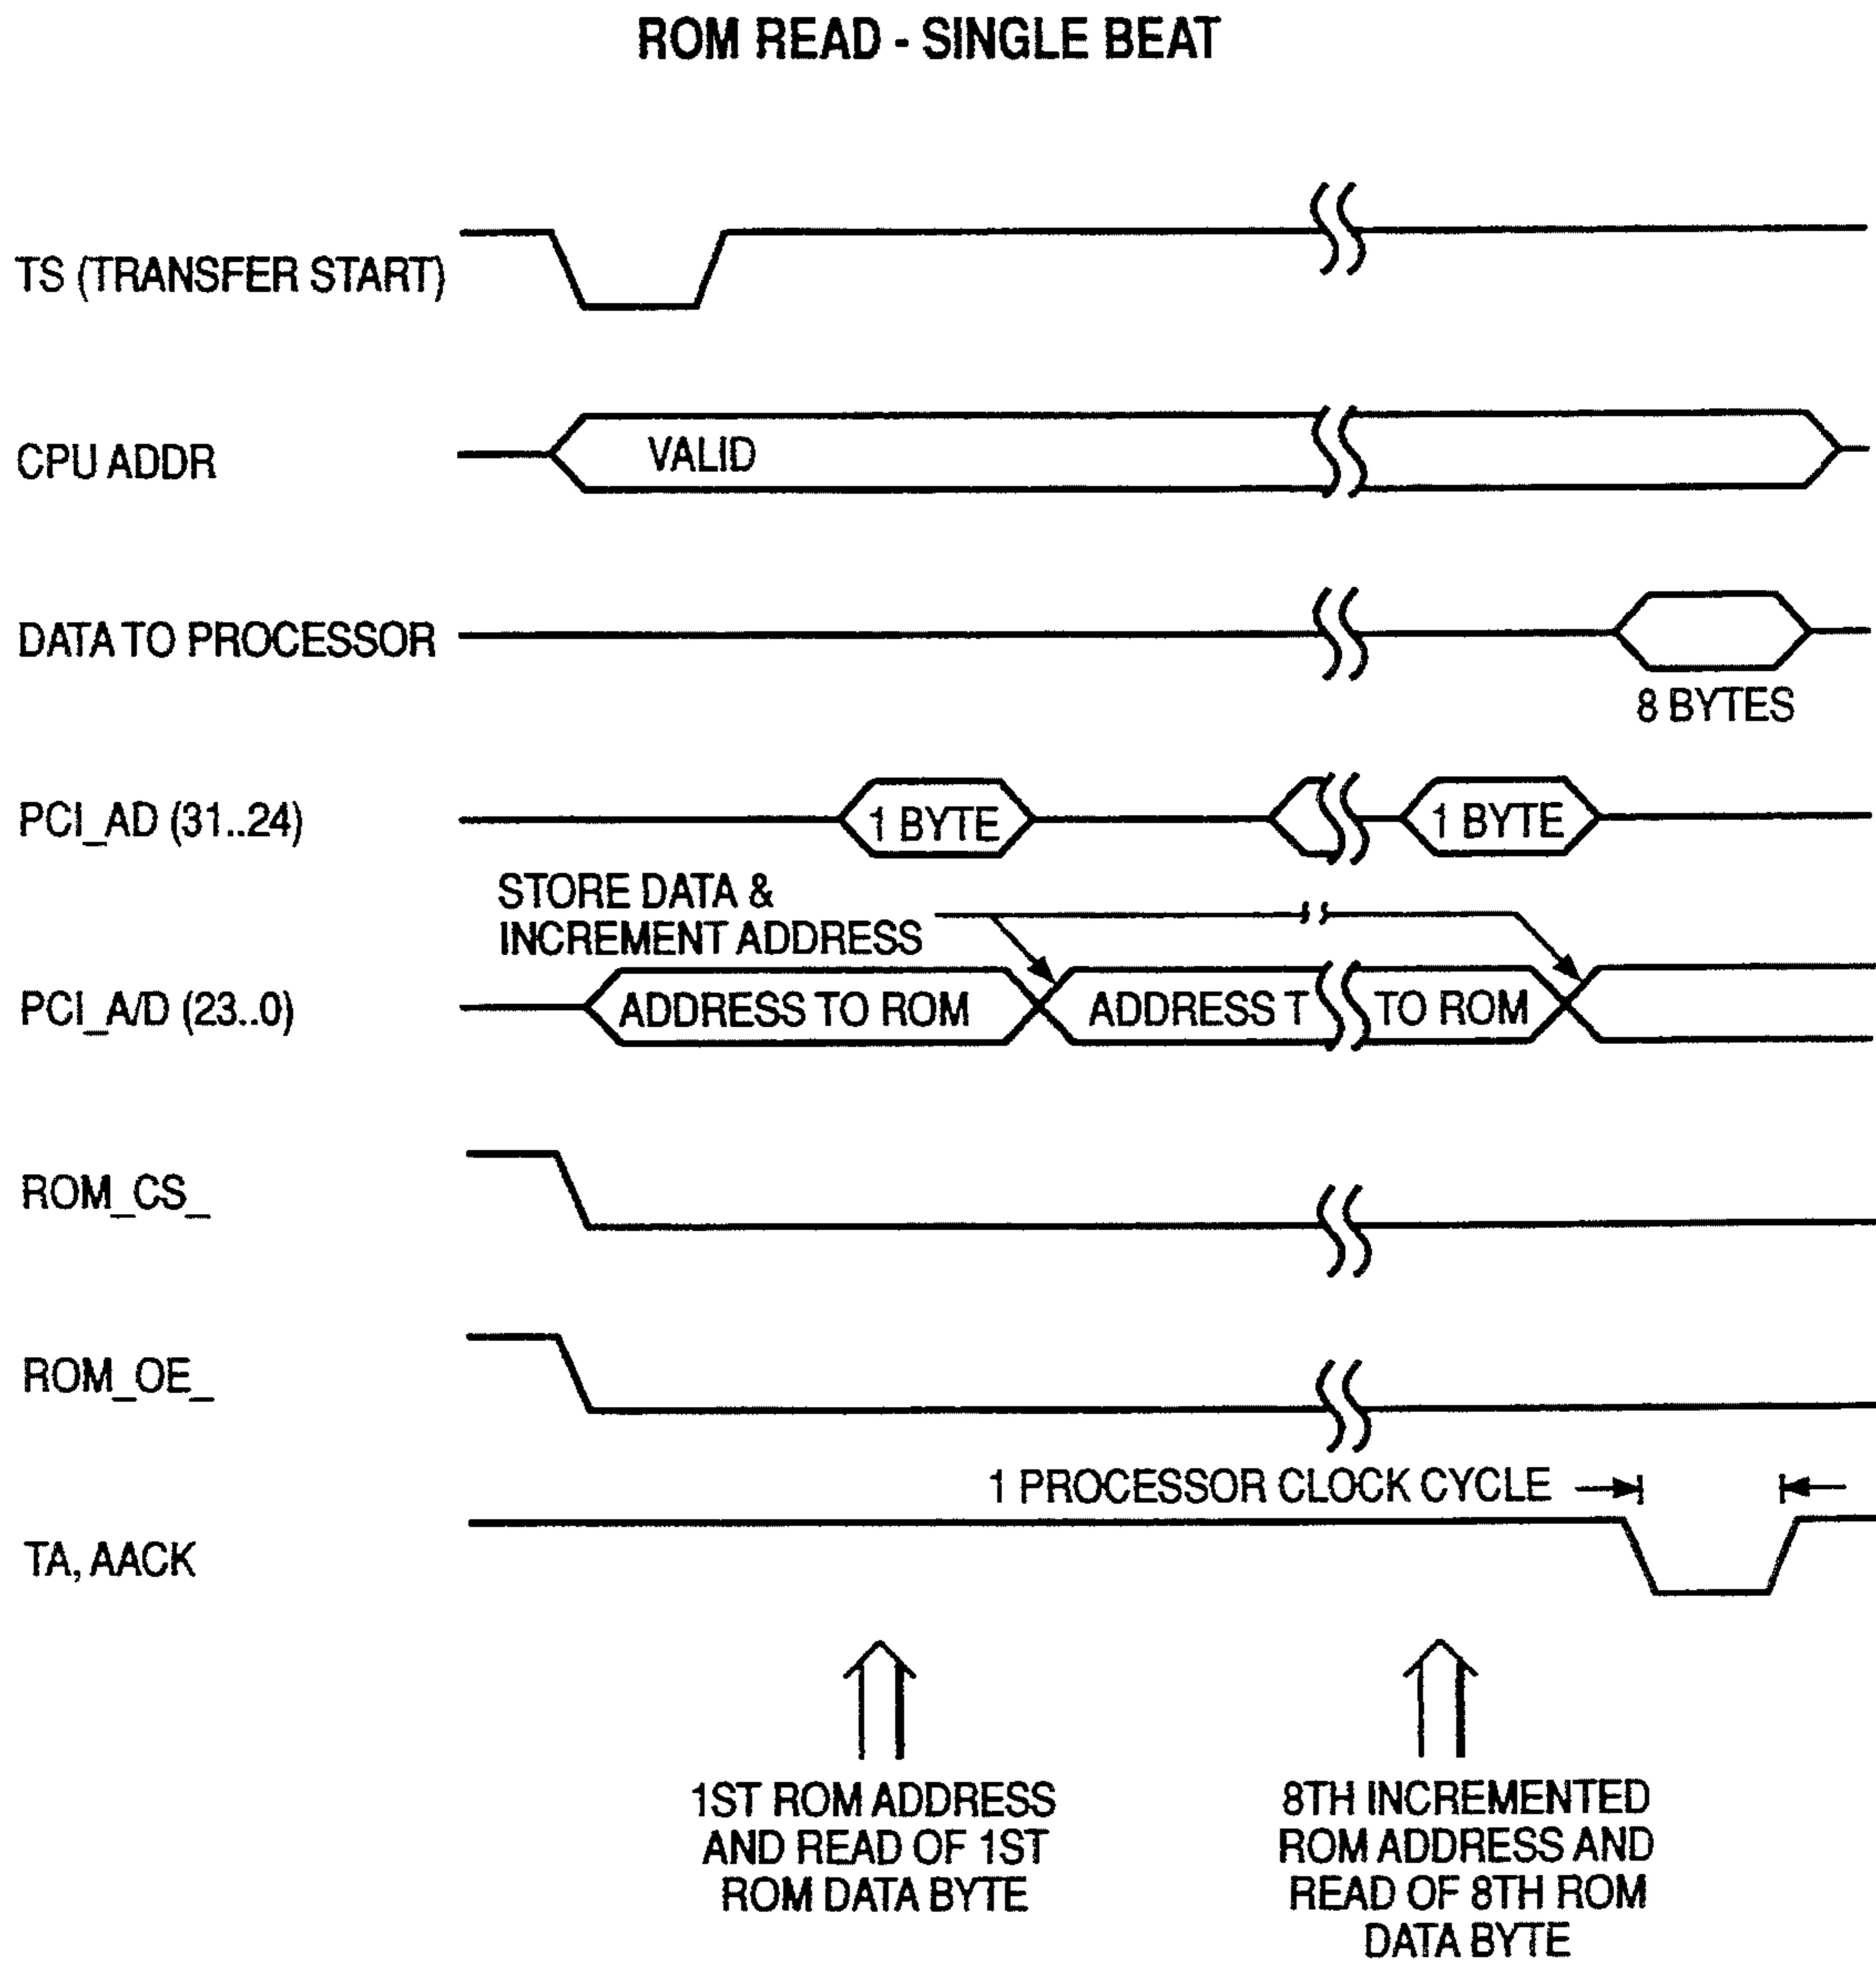 ROM READ - SINGLE BEAT
TS (TRANSFER START)
CPU ADDR
VALID
DATA TO PROCESSOR
8 BYTES
PCI_AD (31..24)
1 BYTE
1 BYTE
STORE DATA &
INCREMENT ADDRESS
PCI_A/D (23..0)
ADDRESS TO ROM
ADDRESS T
TO ROM
ROM_CS_
ROM_OE_
1 PROCESSOR CLOCK CYCLE
TA, AACK
1ST ROM ADDRESS
AND READ OF 1ST
ROM DATA BYTE
8TH INCREMENTED
ROM ADDRESS AND
READ OF 8TH ROM
DATA BYTE